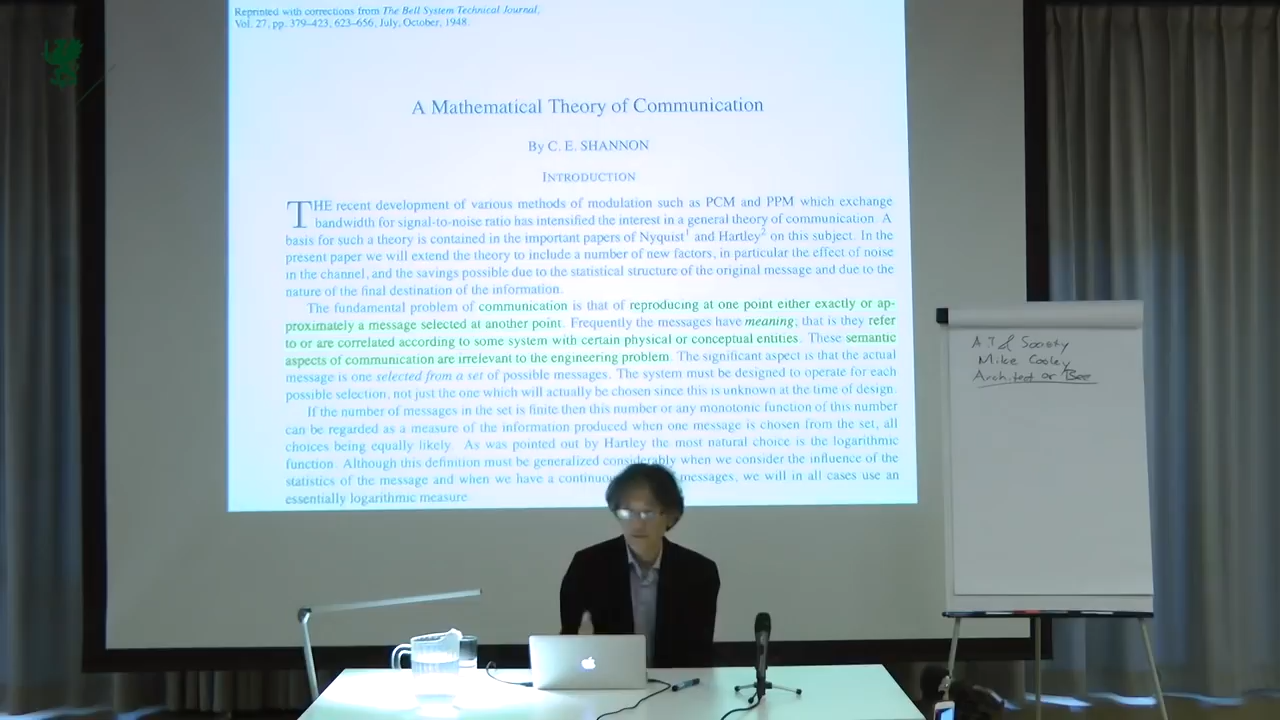 Reprinted with corrections from The Bell System Technical Journal,
Vol. 27, pp. 379–423, 623–656, July, October, 1948.
A Mathematical Theory of Communication
By C. E. SHANNON
INTRODUCTION
THE recent development of various methods of modulation such as PCM and PPM which exchange
bandwidth for signal-to-noise ratio has intensified the interest in a general theory of communication. A
basis for such a theory is contained in the important papers of Nyquist¹ and Hartley² on this subject. In the
present paper we will extend the theory to include a number of new factors, in particular the effect of noise
in the channel, and the savings possible due to the statistical structure of the original message and due to the
nature of the final destination of the information.
The fundamental problem of communication is that of reproducing at one point either exactly or ap-
proximately a message selected at another point. Frequently the messages have meaning; that is they refer
to or are correlated according to some system with certain physical or conceptual entities. These semantic
aspects of communication are irrelevant to the engineering problem. The significant aspect is that the actual
message is one selected from a set of possible messages. The system must be designed to operate for each
possible selection, not just the one which will actually be chosen since this is unknown at the time of design.
If the number of messages in the set is finite then this number or any monotonic function of this number
can be regarded as a measure of the information produced when one message is chosen from the set, all
choices being equally likely. As was pointed out by Hartley the most natural choice is the logarithmic
function. Although this definition must be generalized considerably when we consider the influence of the
statistics of the message and when we have a continuou messages, we will in all cases use an
essentially logarithmic measure.
AI & Society
Mike Cooley
Architect or Bee